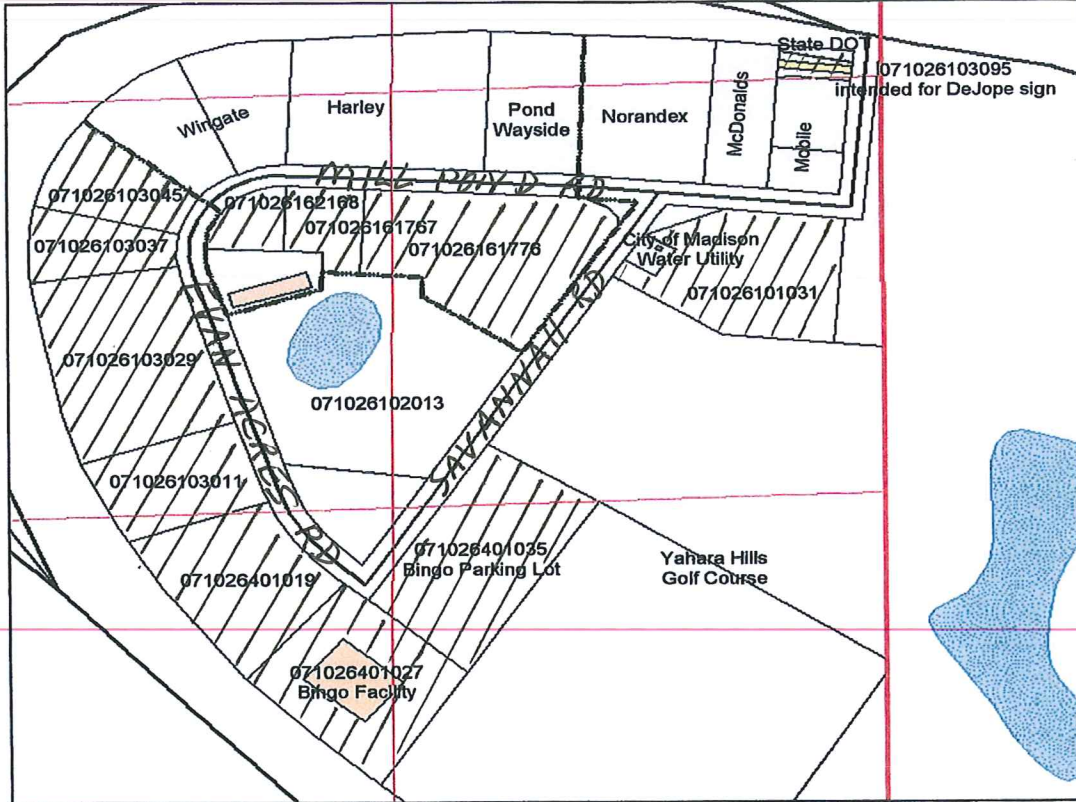 State DOT
071026103095
intended for DeJope sign
Wingate
Harley
Pond
Wayside
Norandex
McDonalds
Mobile
MILL POND RD
0710261030457
071026162168
071026161767
071026161776
071026103037
City of Madison
Water Utility
071026101031
EVAN ACRES RD
SAVANNAH RD
071026103029
071026102013
071026103011
071026401035
Bingo Parking Lot
Yahara Hills
Golf Course
071026401019
071026401027
Bingo Facility